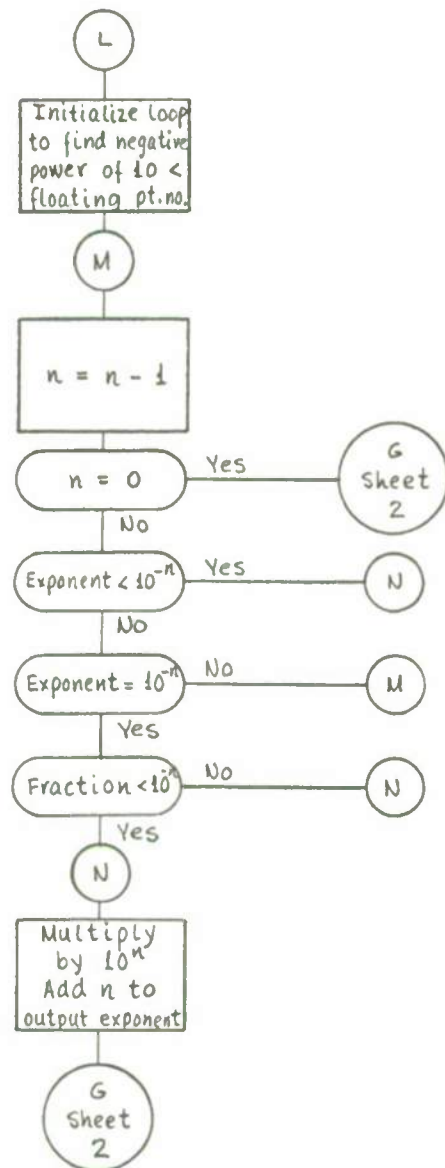 L
Initialize loop
to find negative
power of 10 <
floating pt. no.
M
n = n - 1
n = 0
Yes
G
Sheet
2
No
Exponent < 10⁻ⁿ
Yes
N
No
Exponent = 10⁻ⁿ
No
M
Yes
Fraction < 10⁻ⁿ
No
N
Yes
N
Multiply
by 10ⁿ
Add n to
output exponent
G
Sheet
2